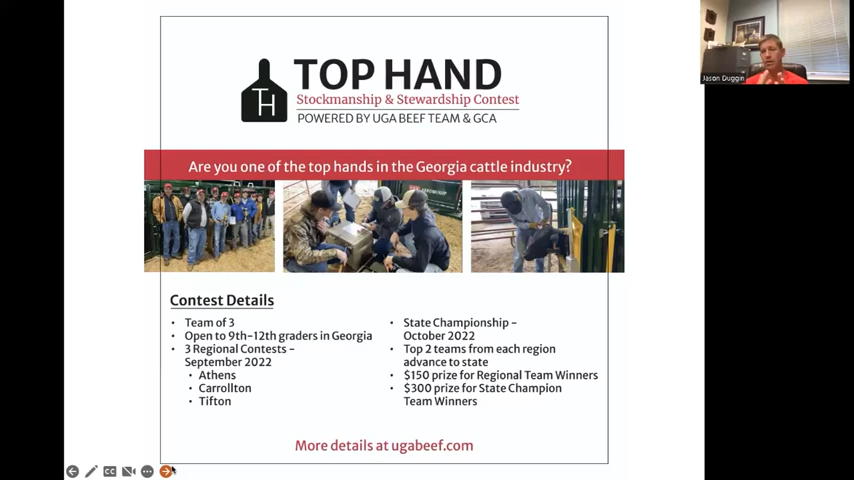 TH
TOP HAND
Stockmanship & Stewardship Contest
POWERED BY UGA BEEF TEAM & GCA
Are you one of the top hands in the Georgia cattle industry?
Contest Details
• Team of 3
• Open to 9th-12th graders in Georgia
• 3 Regional Contests -
September 2022
• Athens
• Carrollton
• Tifton
• State Championship -
October 2022
• Top 2 teams from each region
advance to state
• $150 prize for Regional Team Winners
• $300 prize for State Champion
Team Winners
More details at ugabeef.com
CC
Jason Duggin